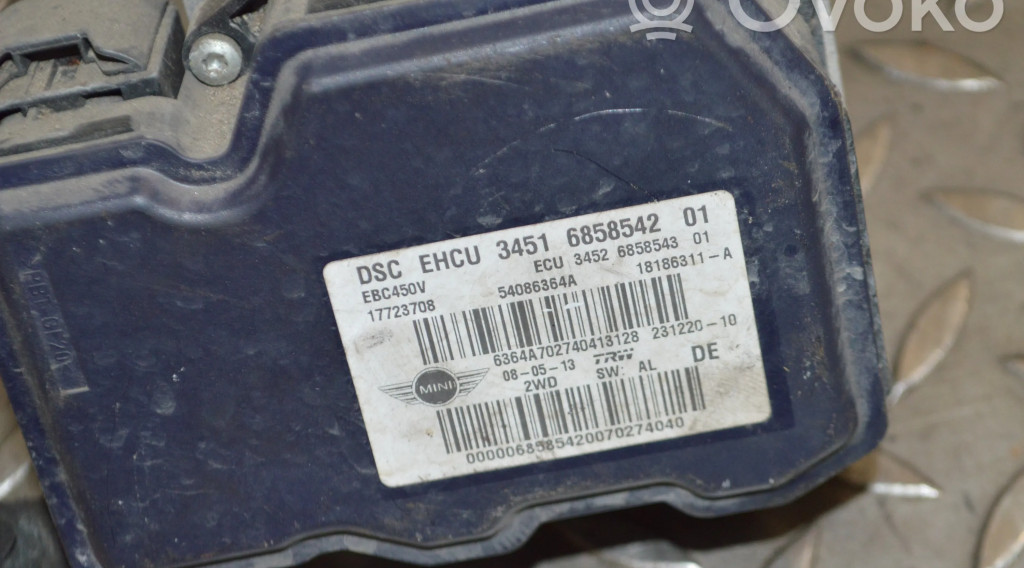 Ovoko
DSC EHCU 3451 6858542 01
ECU 3452 6858543 01
EBC450V 54086364A 18186311-A
17723708
6364A702740413128 231220-10
08-05-13 TRW DE
MINI 2WD SW: AL
0000068585420070274040